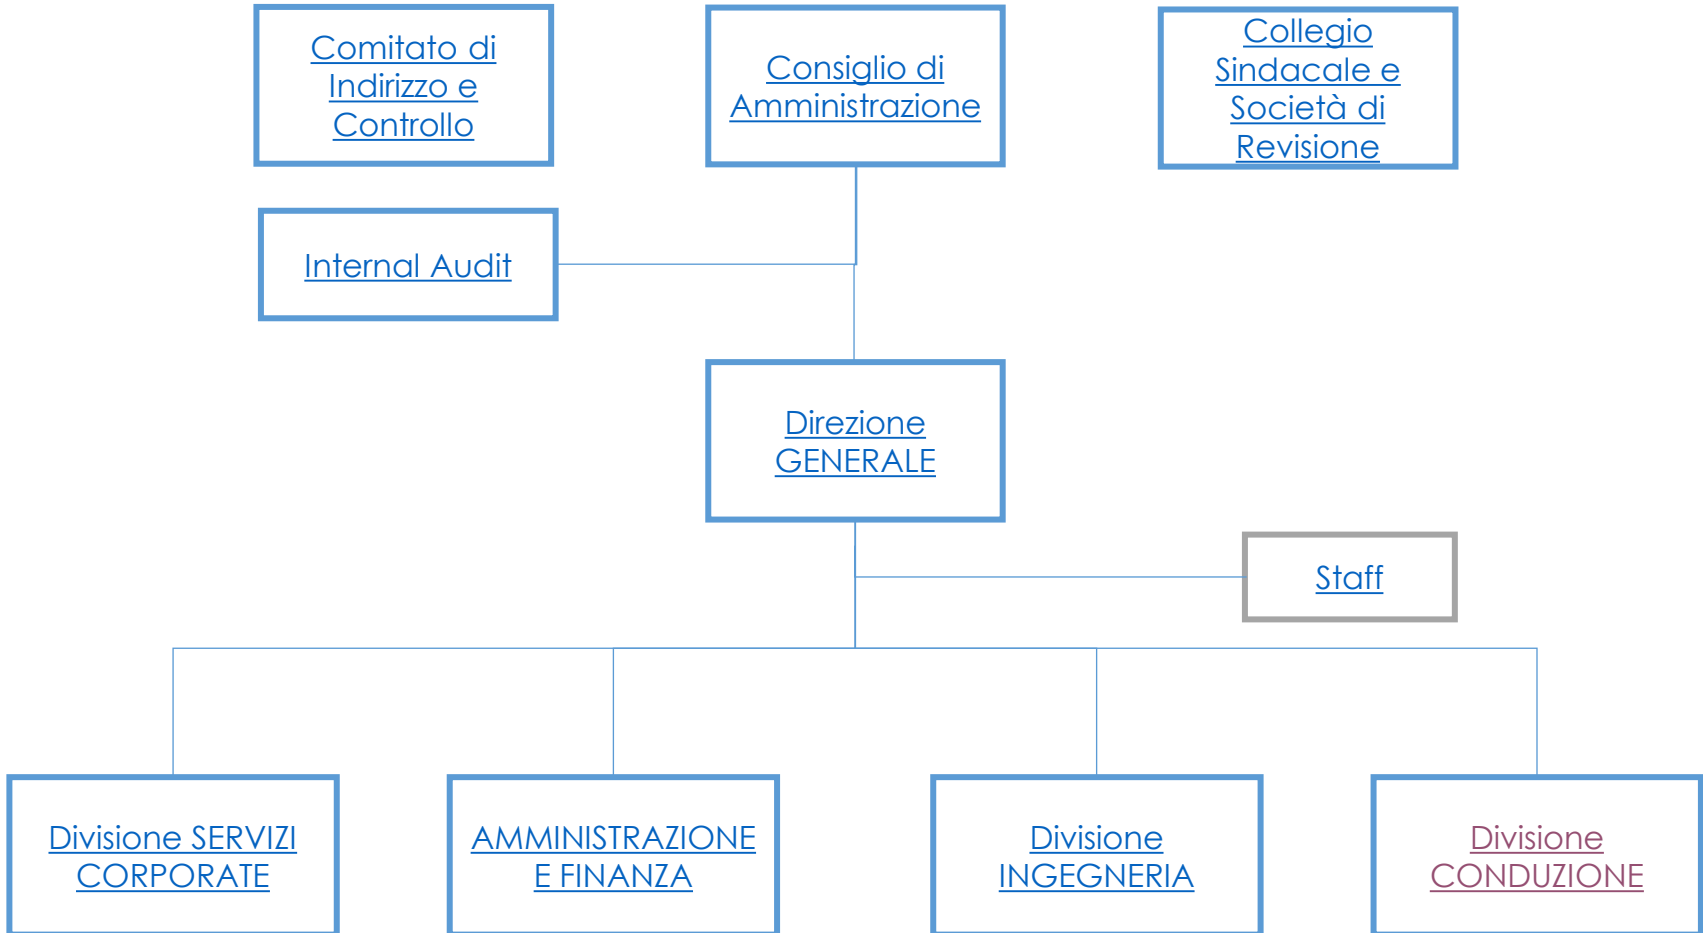 Comitato di
Indirizzo e
Controllo
Consiglio di
Amministrazione
Collegio
Sindacale e
Società di
Revisione
Internal Audit
Direzione
GENERALE
Staff
Divisione SERVIZI
CORPORATE
AMMINISTRAZIONE
E FINANZA
Divisione
INGEGNERIA
Divisione
CONDUZIONE